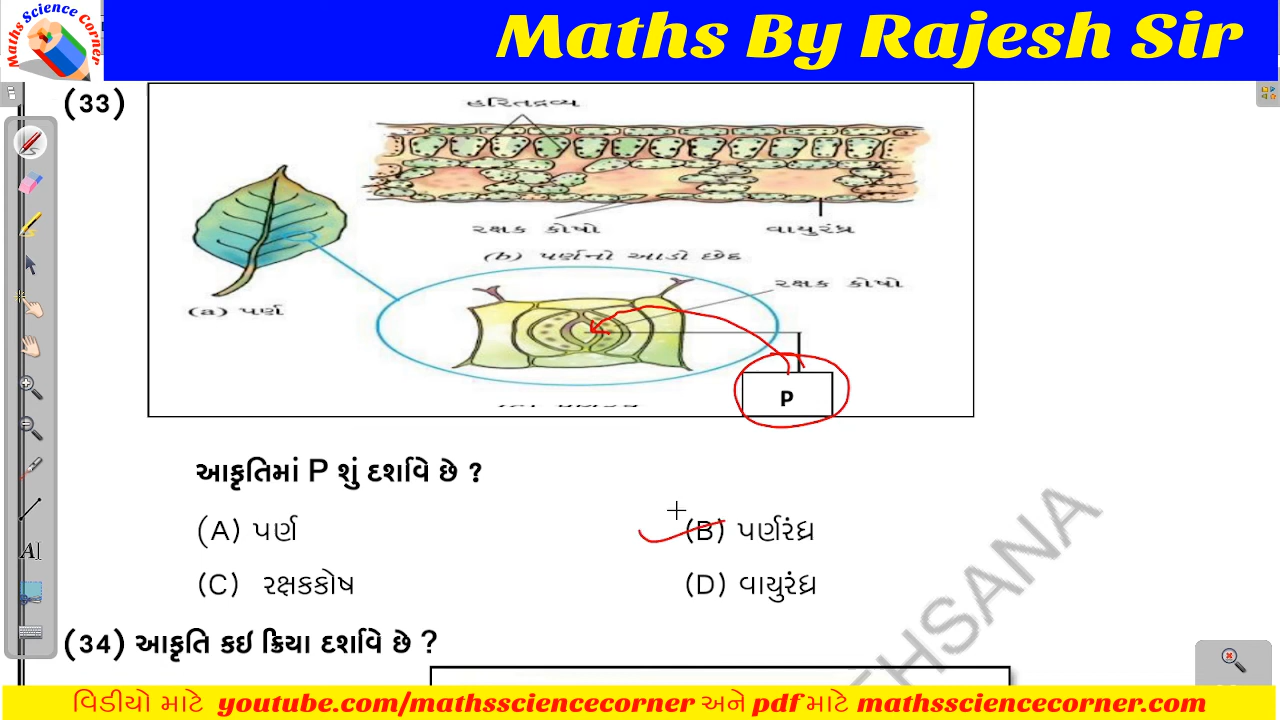 Maths Science Corner
Maths By Rajesh Sir
(33)
હરિતદ્રવ્ય
રક્ષક કોષો
વાયુરંધ્ર
(b) પર્ણનો આડો છેદ
રક્ષક કોષો
(a) પર્ણ
P
આકૃતિમાં P શું દર્શાવે છે ?
(A) પર્ણ
(B) પર્ણરંધ્ર
(C) રક્ષકકોષ
(D) વાયુરંધ્ર
(34) આકૃતિ કઇ ક્રિયા દર્શાવે છે ?
વિડીયો માટે youtube.com/mathssciencecorner અને pdf માટે mathssciencecorner.com